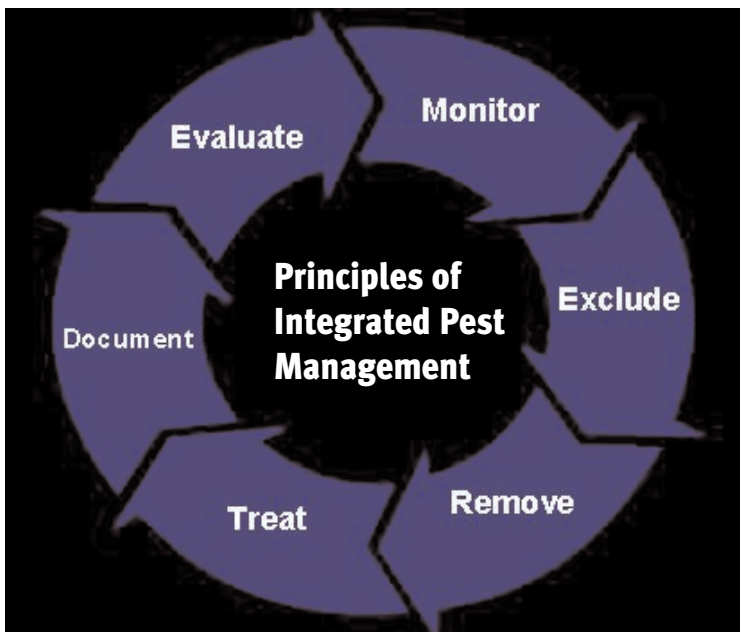 Evaluate
Monitor
Exclude
Remove
Treat
Document
Principles of
Integrated Pest
Management